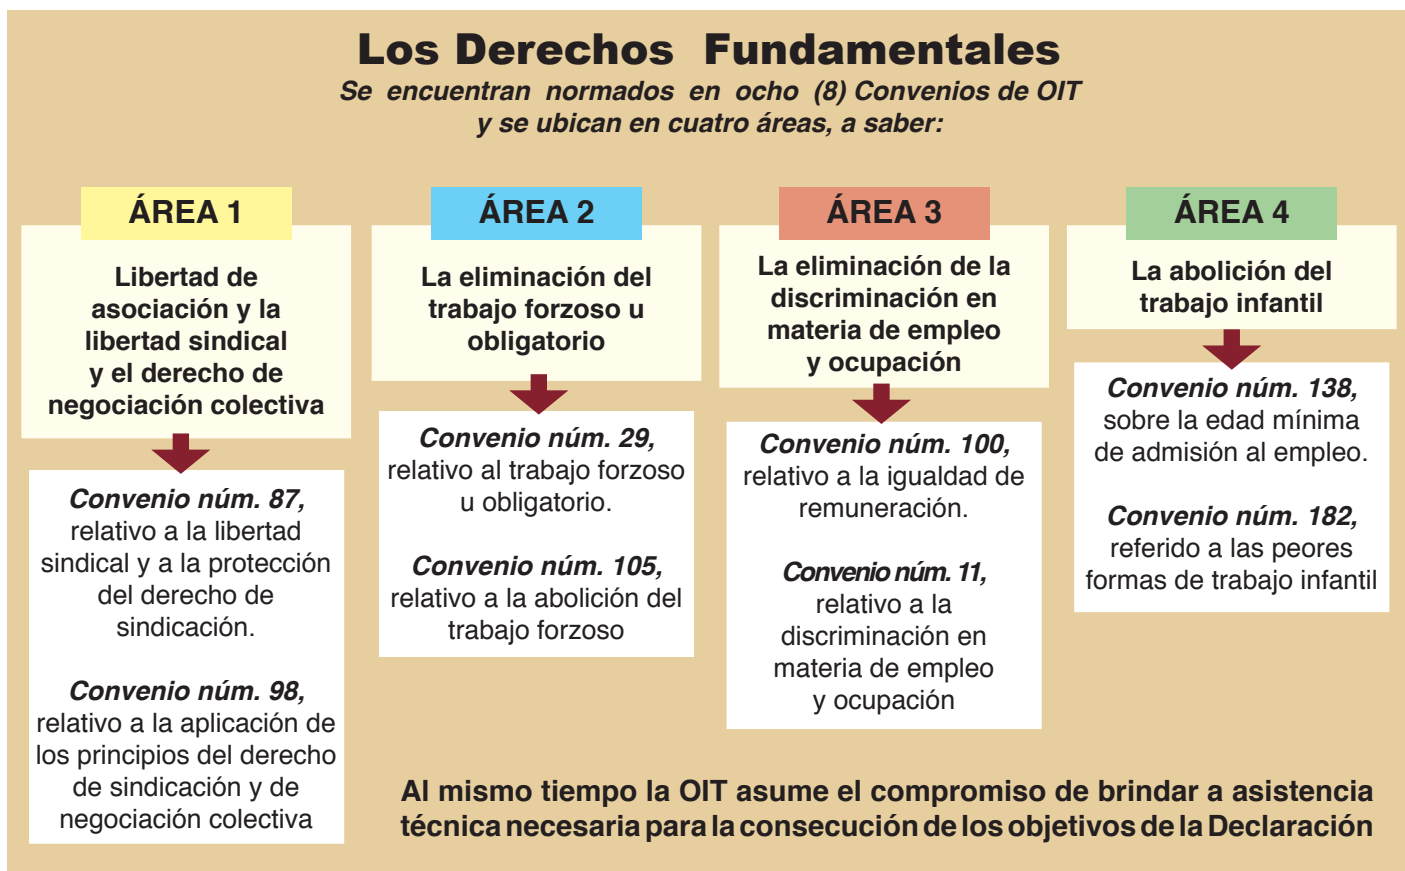 Los Derechos Fundamentales
Se encuentran normados en ocho (8) Convenios de OIT
y se ubican en cuatro áreas, a saber:
ÁREA 1
Libertad de
asociación y la
libertad sindical
y el derecho de
negociación colectiva
Convenio núm. 87,
relativo a la libertad
sindical y a la protección
del derecho de
sindicación.
Convenio núm. 98,
relativo a la aplicación de
los principios del derecho
de sindicación y de
negociación colectiva
ÁREA 2
La eliminación del
trabajo forzoso u
obligatorio
Convenio núm. 29,
relativo al trabajo forzoso
u obligatorio.
Convenio núm. 105,
relativo a la abolición del
trabajo forzoso
ÁREA 3
La eliminación de la
discriminación en
materia de empleo
y ocupación
Convenio núm. 100,
relativo a la igualdad de
remuneración.
Convenio núm. 11,
relativo a la
discriminación en
materia de empleo
y ocupación
ÁREA 4
La abolición del
trabajo infantil
Convenio núm. 138,
sobre la edad mínima
de admisión al empleo.
Convenio núm. 182,
referido a las peores
formas de trabajo infantil
Al mismo tiempo la OIT asume el compromiso de brindar a asistencia
técnica necesaria para la consecución de los objetivos de la Declaración